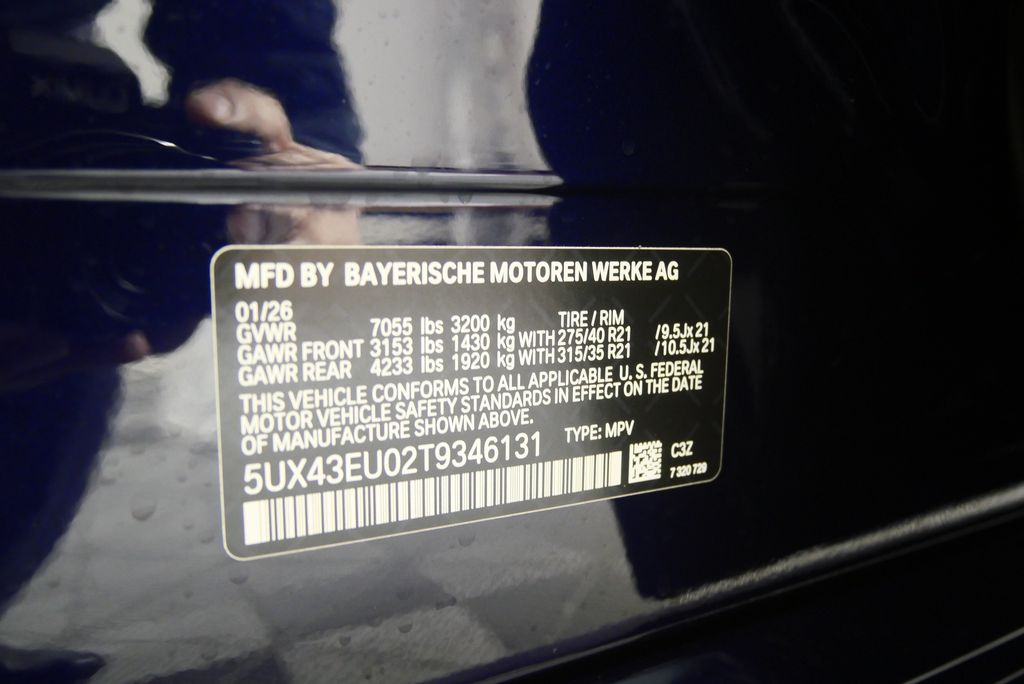 MFD BY BAYERISCHE MOTOREN WERKE AG
01/26 TIRE / RIM
GVWR 7055 lbs 3200 kg
GAWR FRONT 3153 lbs 1430 kg WITH 275/40 R21 /9.5Jx21
GAWR REAR 4233 lbs 1920 kg WITH 315/35 R21 /10.5Jx21
THIS VEHICLE CONFORMS TO ALL APPLICABLE U.S. FEDERAL
MOTOR VEHICLE SAFETY STANDARDS IN EFFECT ON THE DATE
OF MANUFACTURE SHOWN ABOVE.
5UX43EU02T9346131 TYPE: MPV
C3Z
7 320 729